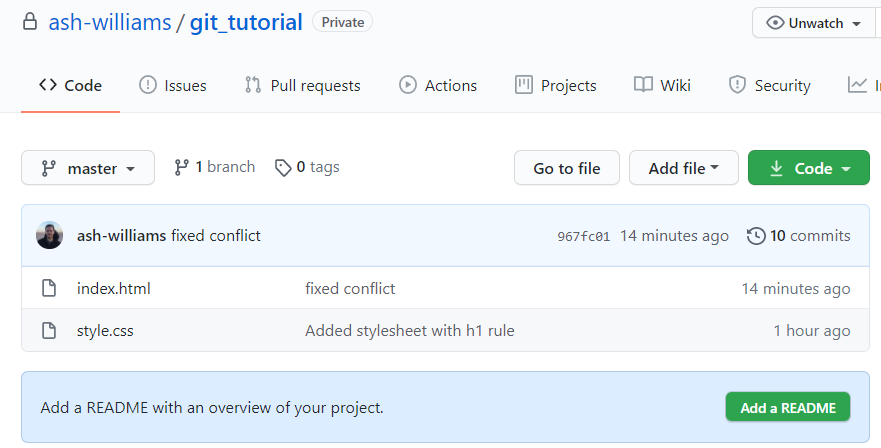 ash-williams / git_tutorial Private Unwatch
Code Issues Pull requests Actions Projects Wiki Security
master 1 branch 0 tags Go to file Add file Code
ash-williams fixed conflict 967fc01 14 minutes ago 10 commits
index.html fixed conflict 14 minutes ago
style.css Added stylesheet with h1 rule 1 hour ago
Add a README with an overview of your project. Add a README